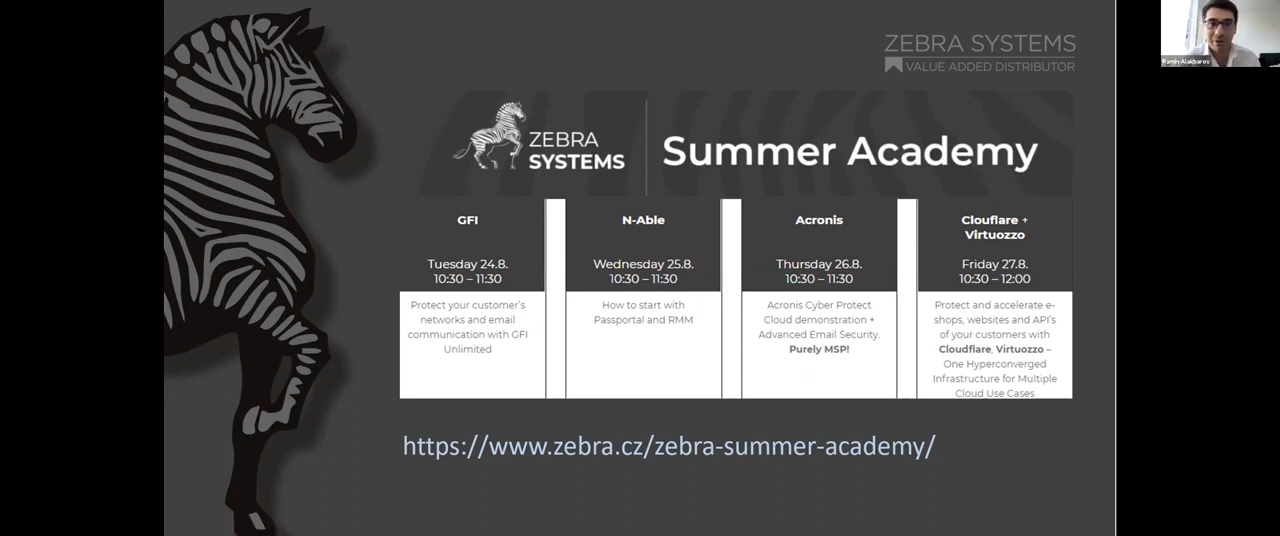 ZEBRA SYSTEMS
VALUE ADDED DISTRIBUTOR
Ramin Alakbarov
ZEBRA
SYSTEMS
Summer Academy
GFI
Tuesday 24.8.
10:30 – 11:30
Protect your customer's
networks and email
communication with GFI
Unlimited
N-Able
Wednesday 25.8.
10:30 – 11:30
How to start with
Passportal and RMM
Acronis
Thursday 26.8.
10:30 – 11:30
Acronis Cyber Protect
Cloud demonstration +
Advanced Email Security.
Purely MSP!
Clouflare +
Virtuozzo
Friday 27.8.
10:30 – 12:00
Protect and accelerate e-
shops, websites and API's
of your customers with
Cloudflare, Virtuozzo –
One Hyperconverged
Infrastructure for Multiple
Cloud Use Cases
https://www.zebra.cz/zebra-summer-academy/